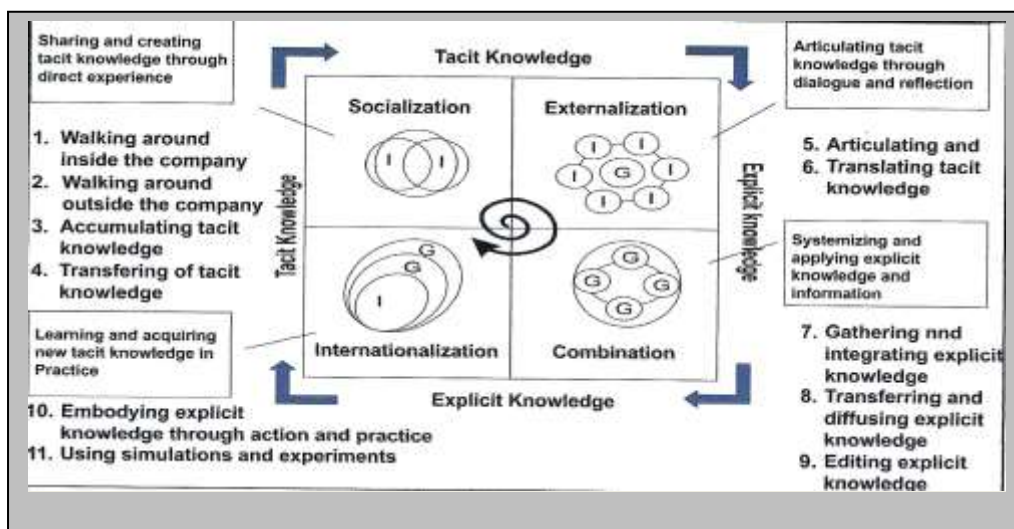 Sharing and creating
tacit knowledge through
direct experience
Tacit Knowledge
Articulating tacit
knowledge through
dialogue and reflection
Socialization
Externalization
I
I
I
I
I
G
I
I
I
1. Walking around
inside the company
2. Walking around
outside the company
3. Accumulating tacit
knowledge
4. Transfering of tacit
knowledge
Tacit Knowledge
Explicit knowledge
5. Articulating and
6. Translating tacit
knowledge
Systemizing and
applying explicit
knowledge and
information
G
G
I
G
G
G
G
Learning and acquiring
new tacit knowledge in
Practice
Internationalization
Combination
Explicit Knowledge
7. Gathering nnd
integrating explicit
knowledge
8. Transferring and
diffusing explicit
knowledge
9. Editing explicit
knowledge
10. Embodying explicit
knowledge through action and practice
11. Using simulations and experiments